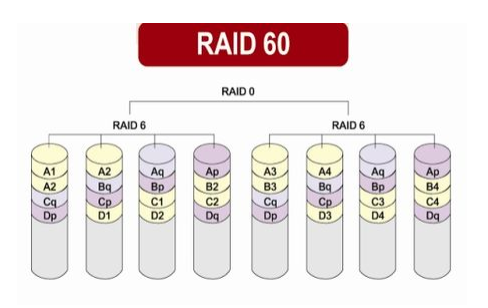 RAID 60
RAID 0
RAID 6 RAID 6
A1 A2 Aq Ap A3 A4 Aq Ap
A2 Bq Bp B2 B3 Bq Bp B4
Cq Cp C1 C2 Cq Cp C3 C4
Dp D1 D2 Dq Dp D3 D4 Dq